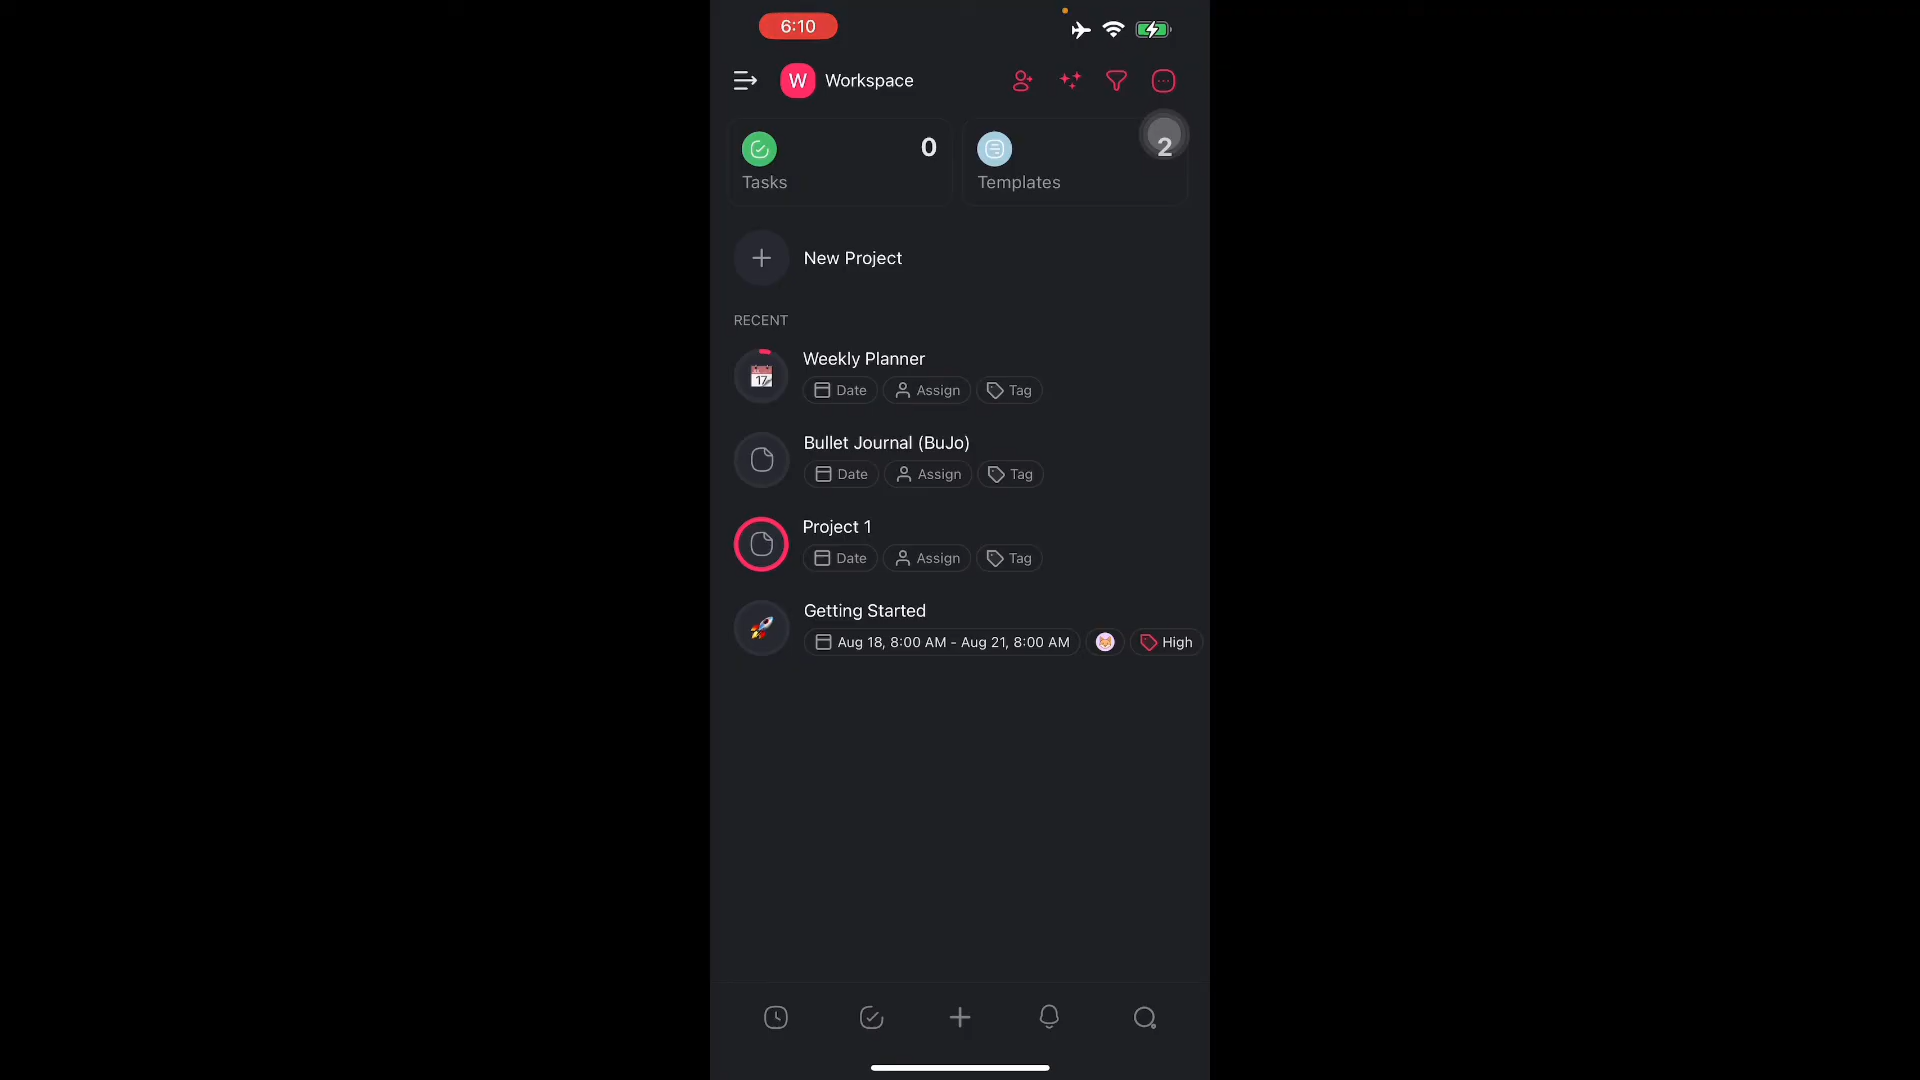 6:10
W Workspace
0 2
Tasks Templates
New Project
RECENT
Weekly Planner
17
Date Assign Tag
Bullet Journal (BuJo)
Date Assign Tag
Project 1
Date Assign Tag
Getting Started
Aug 18, 8:00 AM - Aug 21, 8:00 AM High